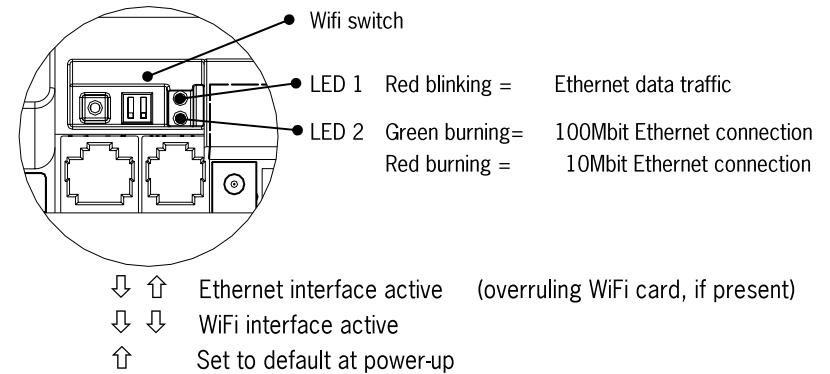 Wifi switch
LED 1 Red blinking = Ethernet data traffic
LED 2 Green burning= 100Mbit Ethernet connection
Red burning = 10Mbit Ethernet connection
⇩ ⇧ Ethernet interface active (overruling WiFi card, if present)
⇩ ⇩ WiFi interface active
⇧ Set to default at power-up